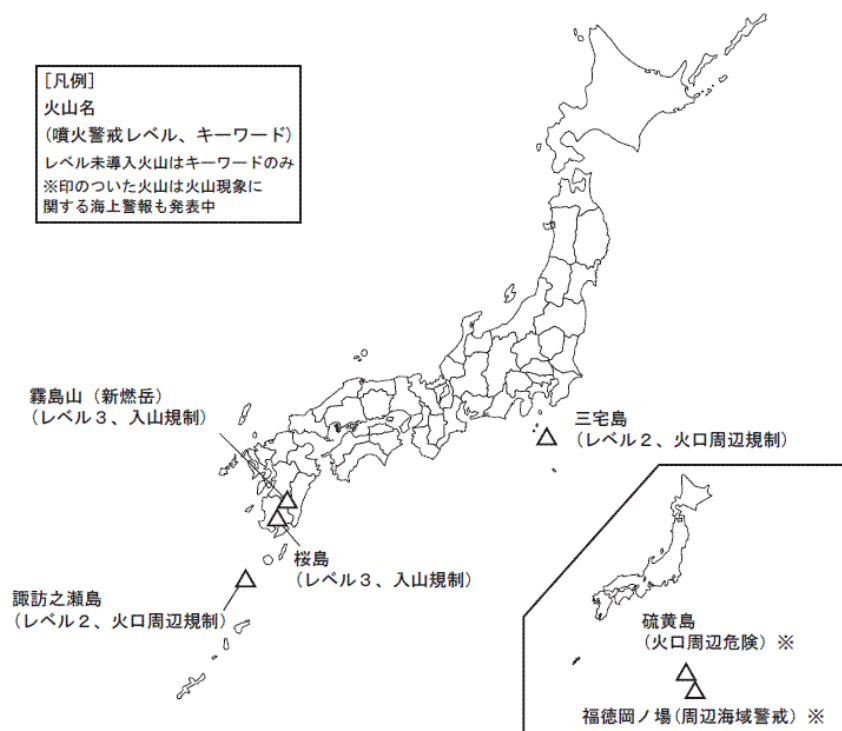 [凡例]
火山名
(噴火警戒レベル、キーワード)
レベル未導入火山はキーワードのみ
※印のついた火山は火山現象に
関する海上警報も発表中
霧島山（新燃岳）
(レベル３、入山規制)
三宅島
(レベル２、火口周辺規制)
桜島
(レベル３、入山規制)
諏訪之瀬島
(レベル２、火口周辺規制)
硫黄島
(火口周辺危険) ※
福徳岡ノ場(周辺海域警戒) ※